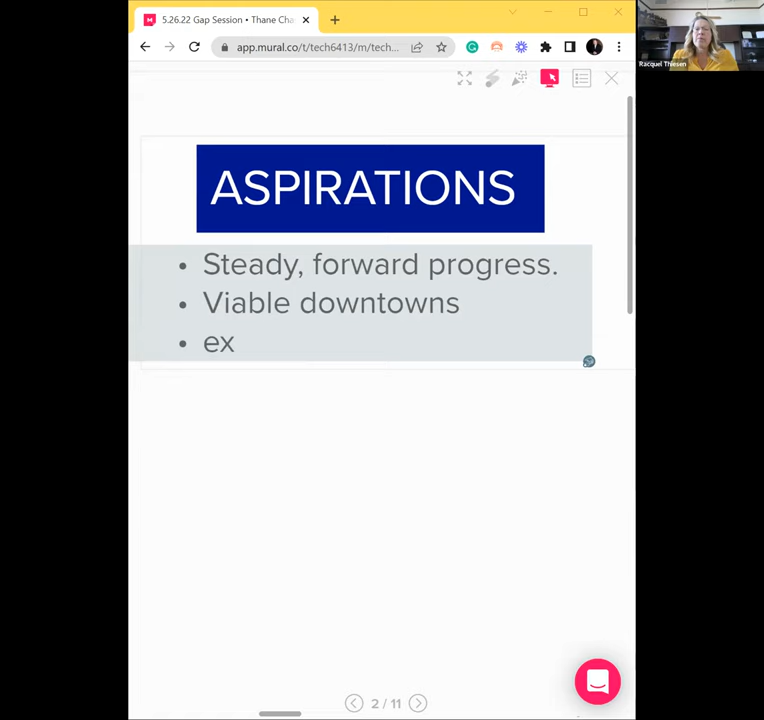 5.26.22 Gap Session • Thane Cha
app.mural.co/t/tech6413/m/tech...
Racquel Thiesen
ASPIRATIONS
• Steady, forward progress.
• Viable downtowns
• ex
2 / 11